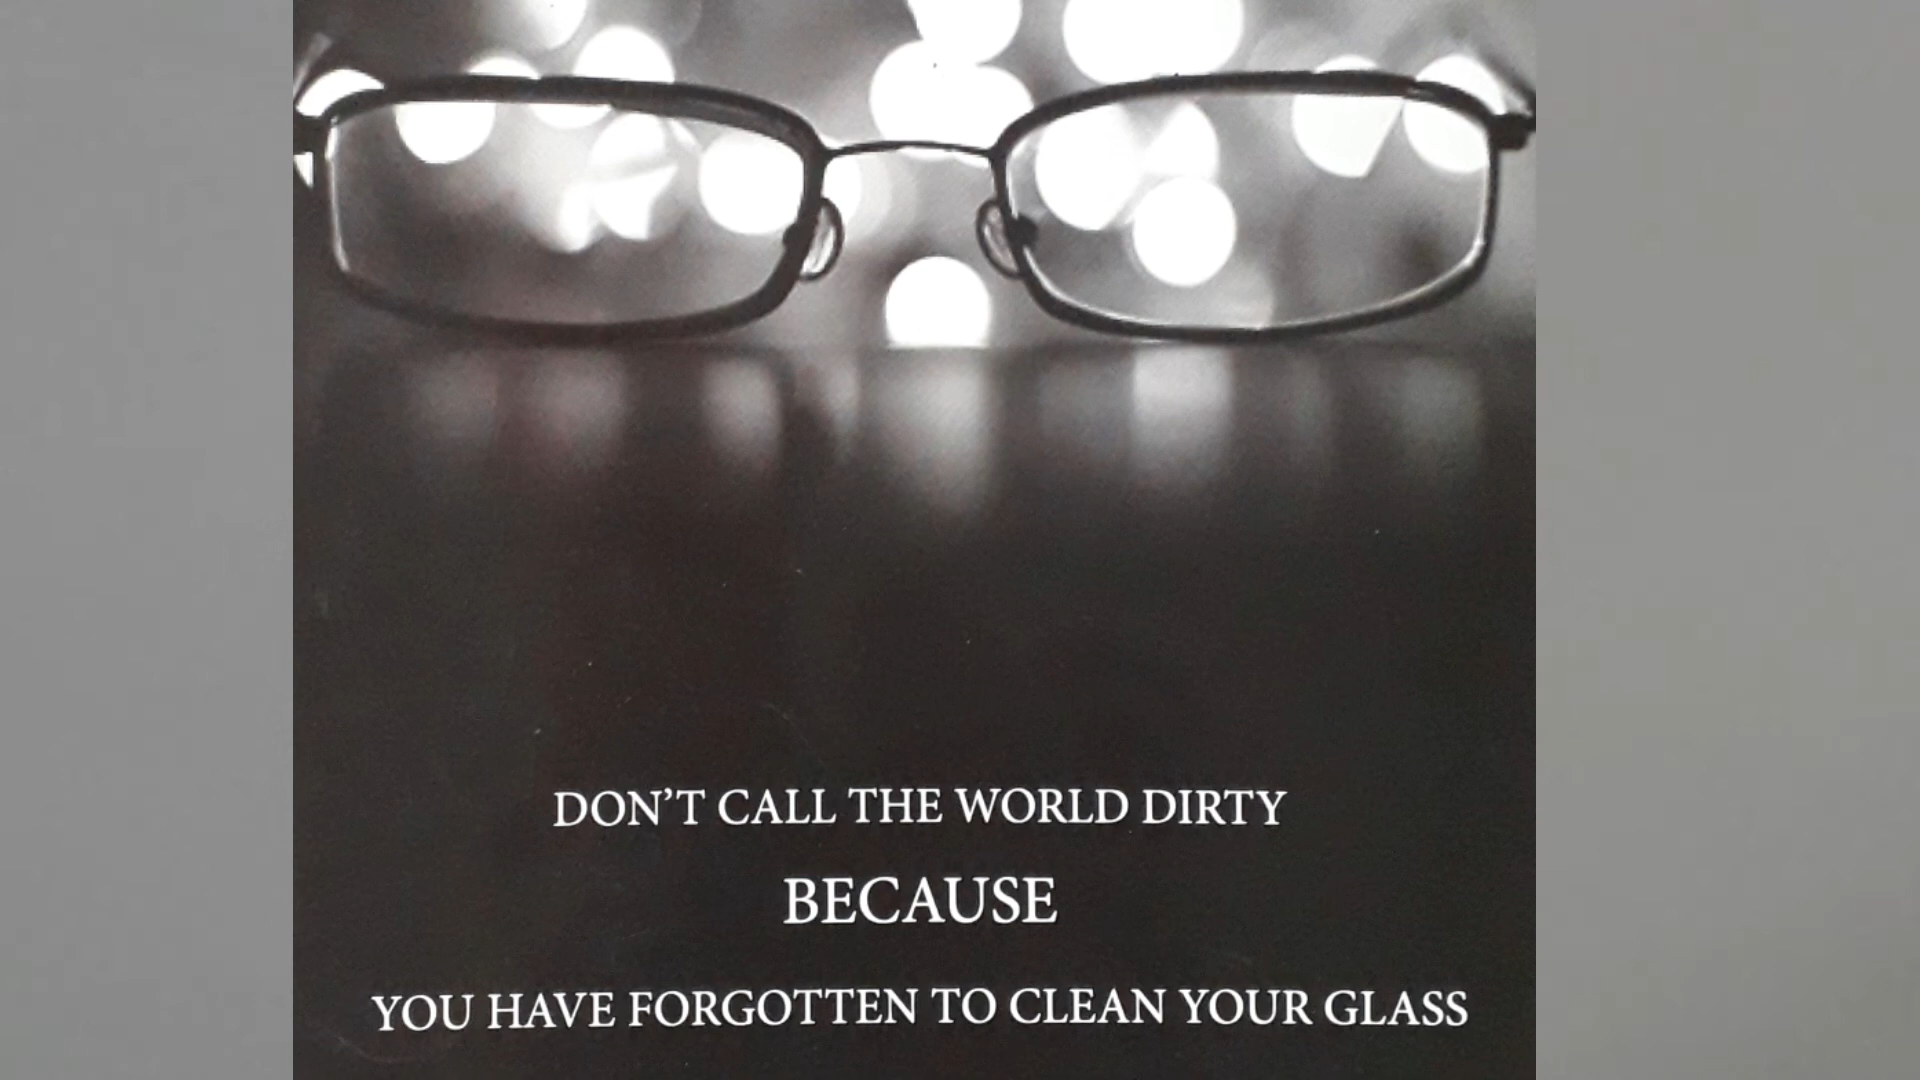 DON'T CALL THE WORLD DIRTY
BECAUSE
YOU HAVE FORGOTTEN TO CLEAN YOUR GLASS